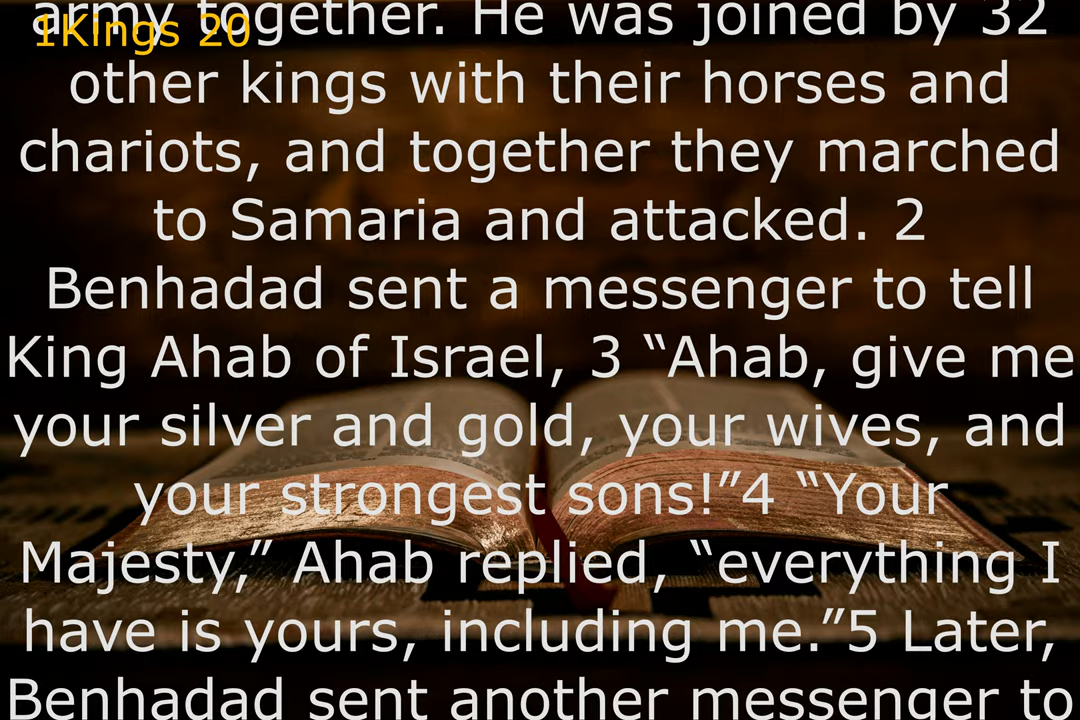 army together. He was joined by 32
1Kings 20
other kings with their horses and
chariots, and together they marched
to Samaria and attacked. 2
Benhadad sent a messenger to tell
King Ahab of Israel, 3 “Ahab, give me
your silver and gold, your wives, and
your strongest sons!”4 “Your
Majesty,” Ahab replied, “everything I
have is yours, including me.”5 Later,
Benhadad sent another messenger to